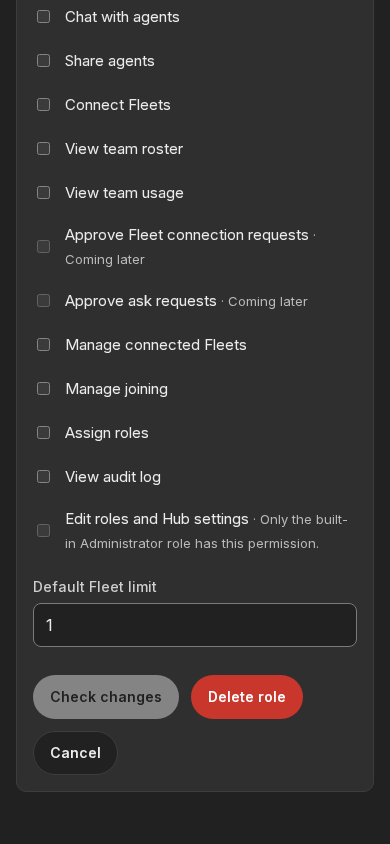 Chat with agents
Share agents
Connect Fleets
View team roster
View team usage
Approve Fleet connection requests ·
Coming later
Approve ask requests · Coming later
Manage connected Fleets
Manage joining
Assign roles
View audit log
Edit roles and Hub settings · Only the built-
in Administrator role has this permission.
Default Fleet limit
1
Check changes
Delete role
Cancel